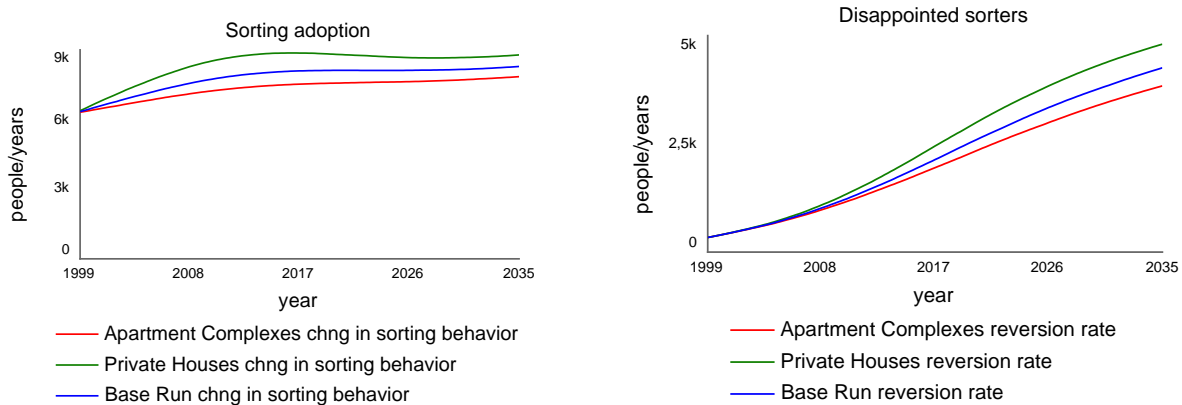 Sorting adoption
9k
6k
3k
0
people/years
1999 2008 2017 2026 2035
year
Apartment Complexes chng in sorting behavior
Private Houses chng in sorting behavior
Base Run chng in sorting behavior
Disappointed sorters
5k
2,5k
0
people/years
1999 2008 2017 2026 2035
year
Apartment Complexes reversion rate
Private Houses reversion rate
Base Run reversion rate